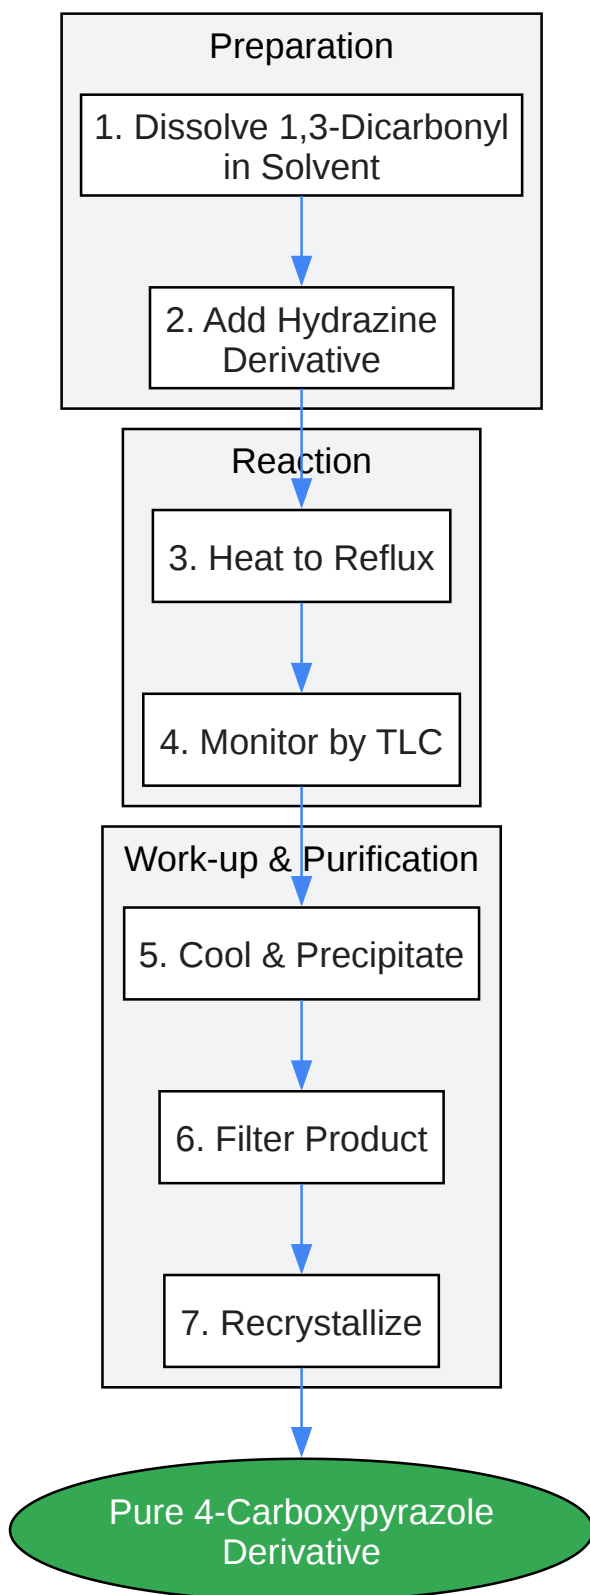 Preparation
1. Dissolve 1,3-Dicarbonyl
in Solvent
2. Add Hydrazine
Derivative
Reaction
3. Heat to Reflux
4. Monitor by TLC
Work-up & Purification
5. Cool & Precipitate
6. Filter Product
7. Recrystallize
Pure 4-Carboxypyrazole
Derivative